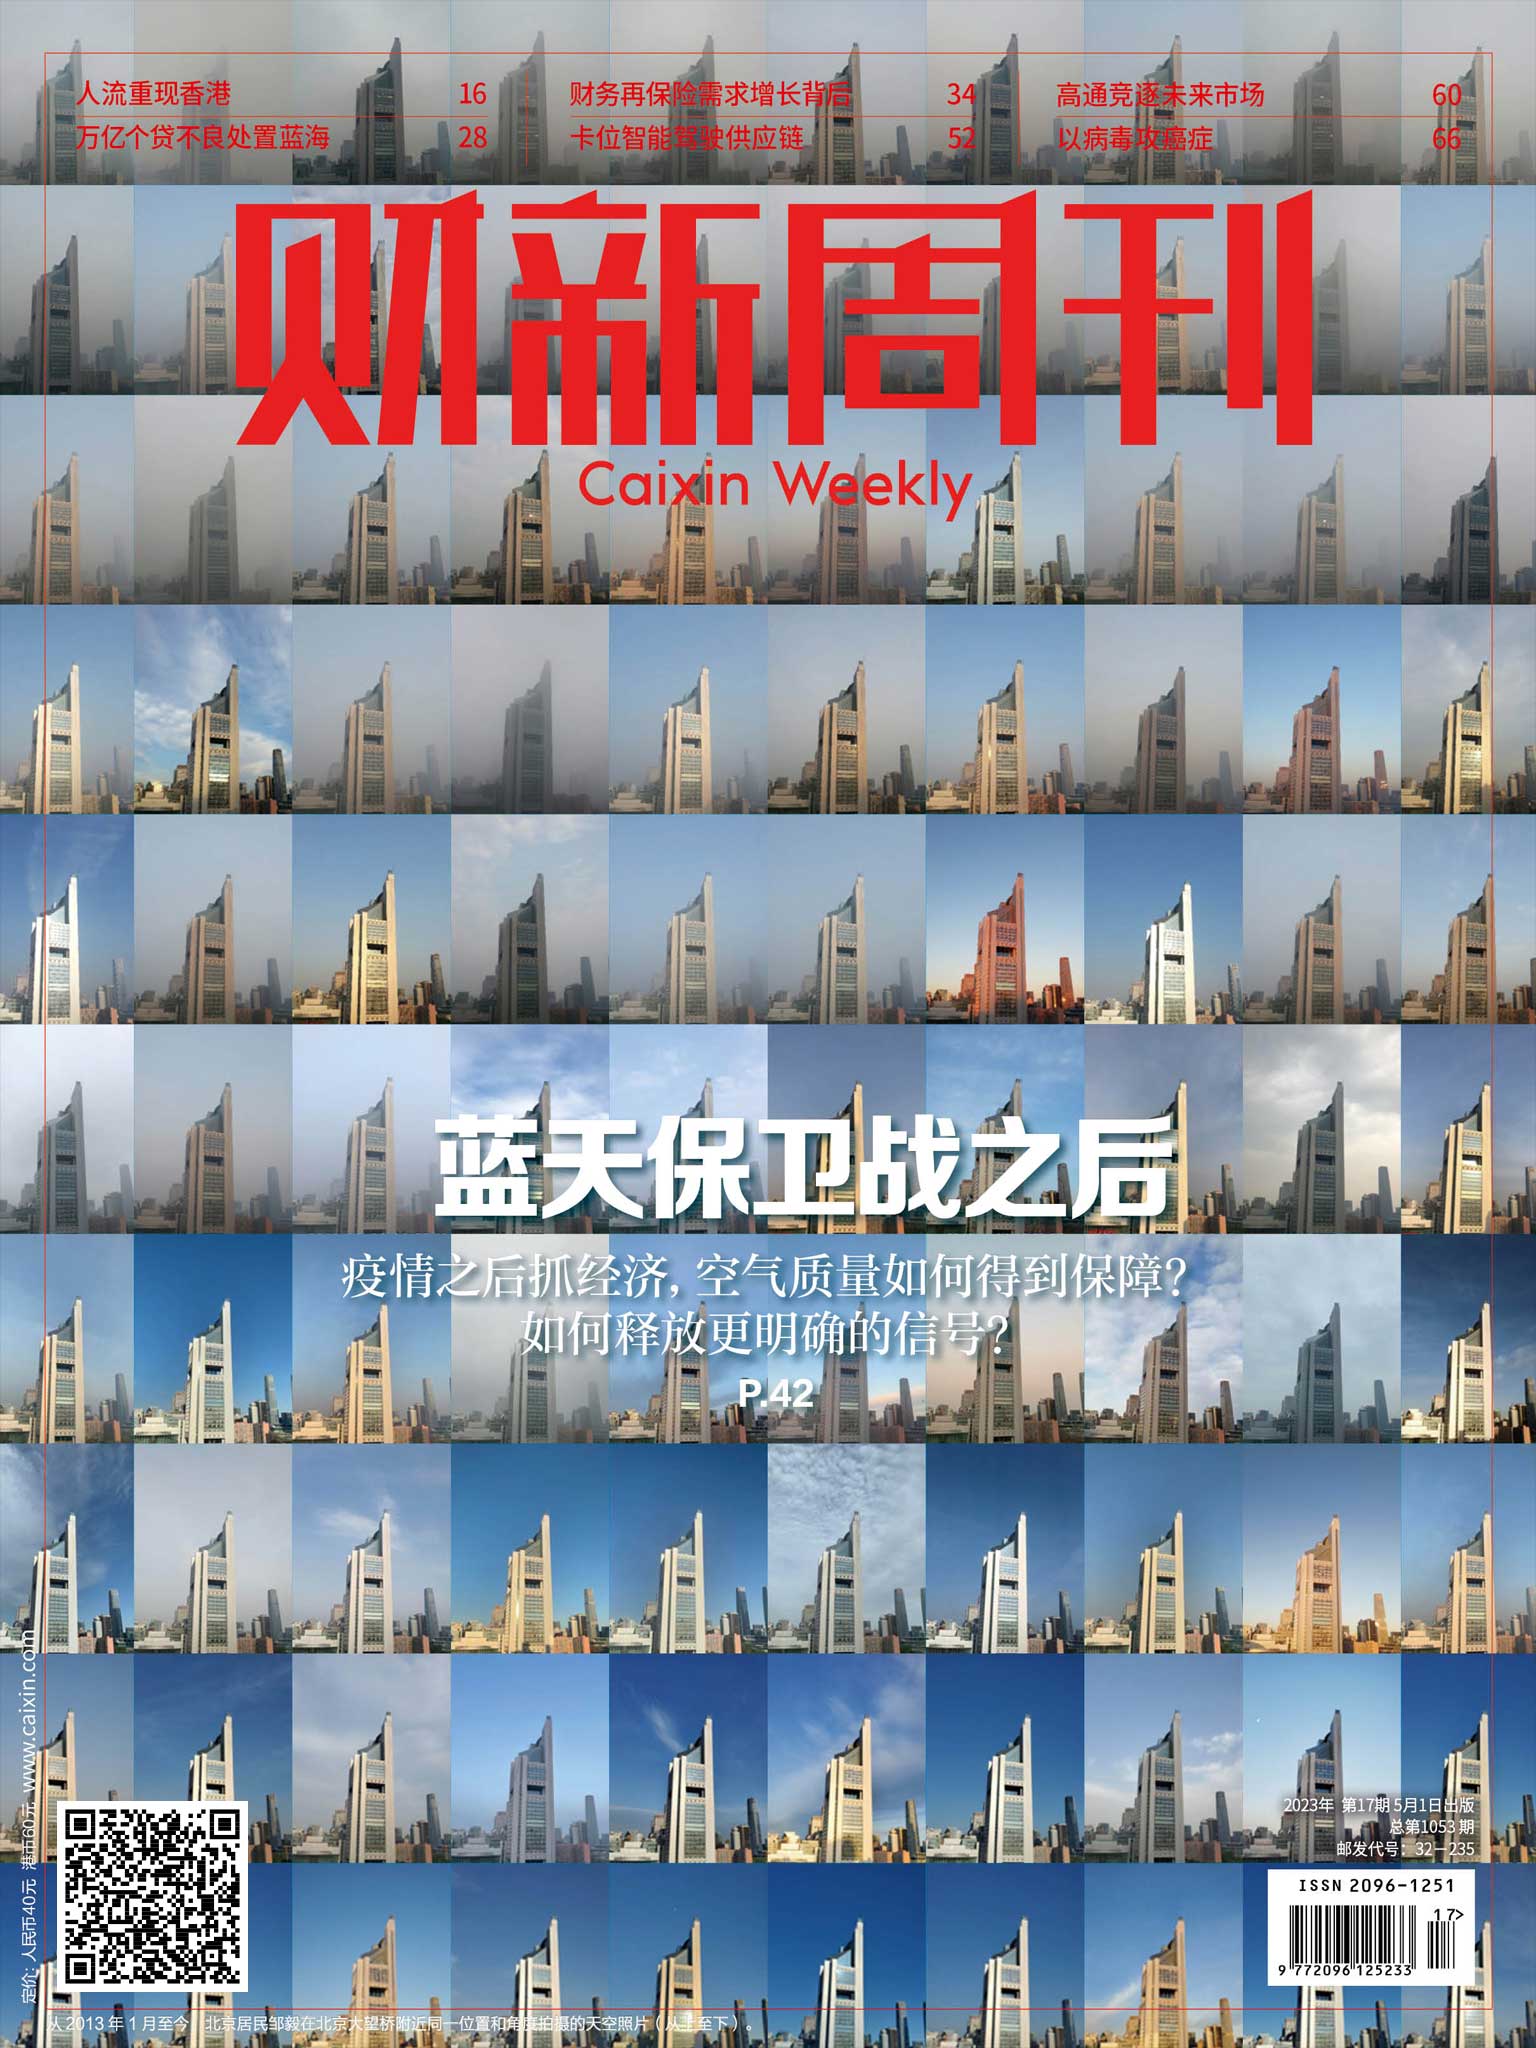 人流重现香港 16
万亿个贷不良处置蓝海 28
财务再保险需求增长背后 34
卡位智能驾驶供应链 52
高通竞逐未来市场 60
以病毒攻癌症 66
财新周刊
Caixin Weekly
蓝天保卫战之后
疫情之后抓经济，空气质量如何得到保障？
如何释放更明确的信号？
P.42
定价：人民币40元 港币60元 www.caixin.com
2023年 第17期 5月1日出版
总第1053期
邮发代号：32－235
ISSN 2096-1251
17>
9 772096 125233
从2013年1月至今，北京居民邹毅在北京大望桥附近同一位置和角度拍摄的天空照片（从上至下）。